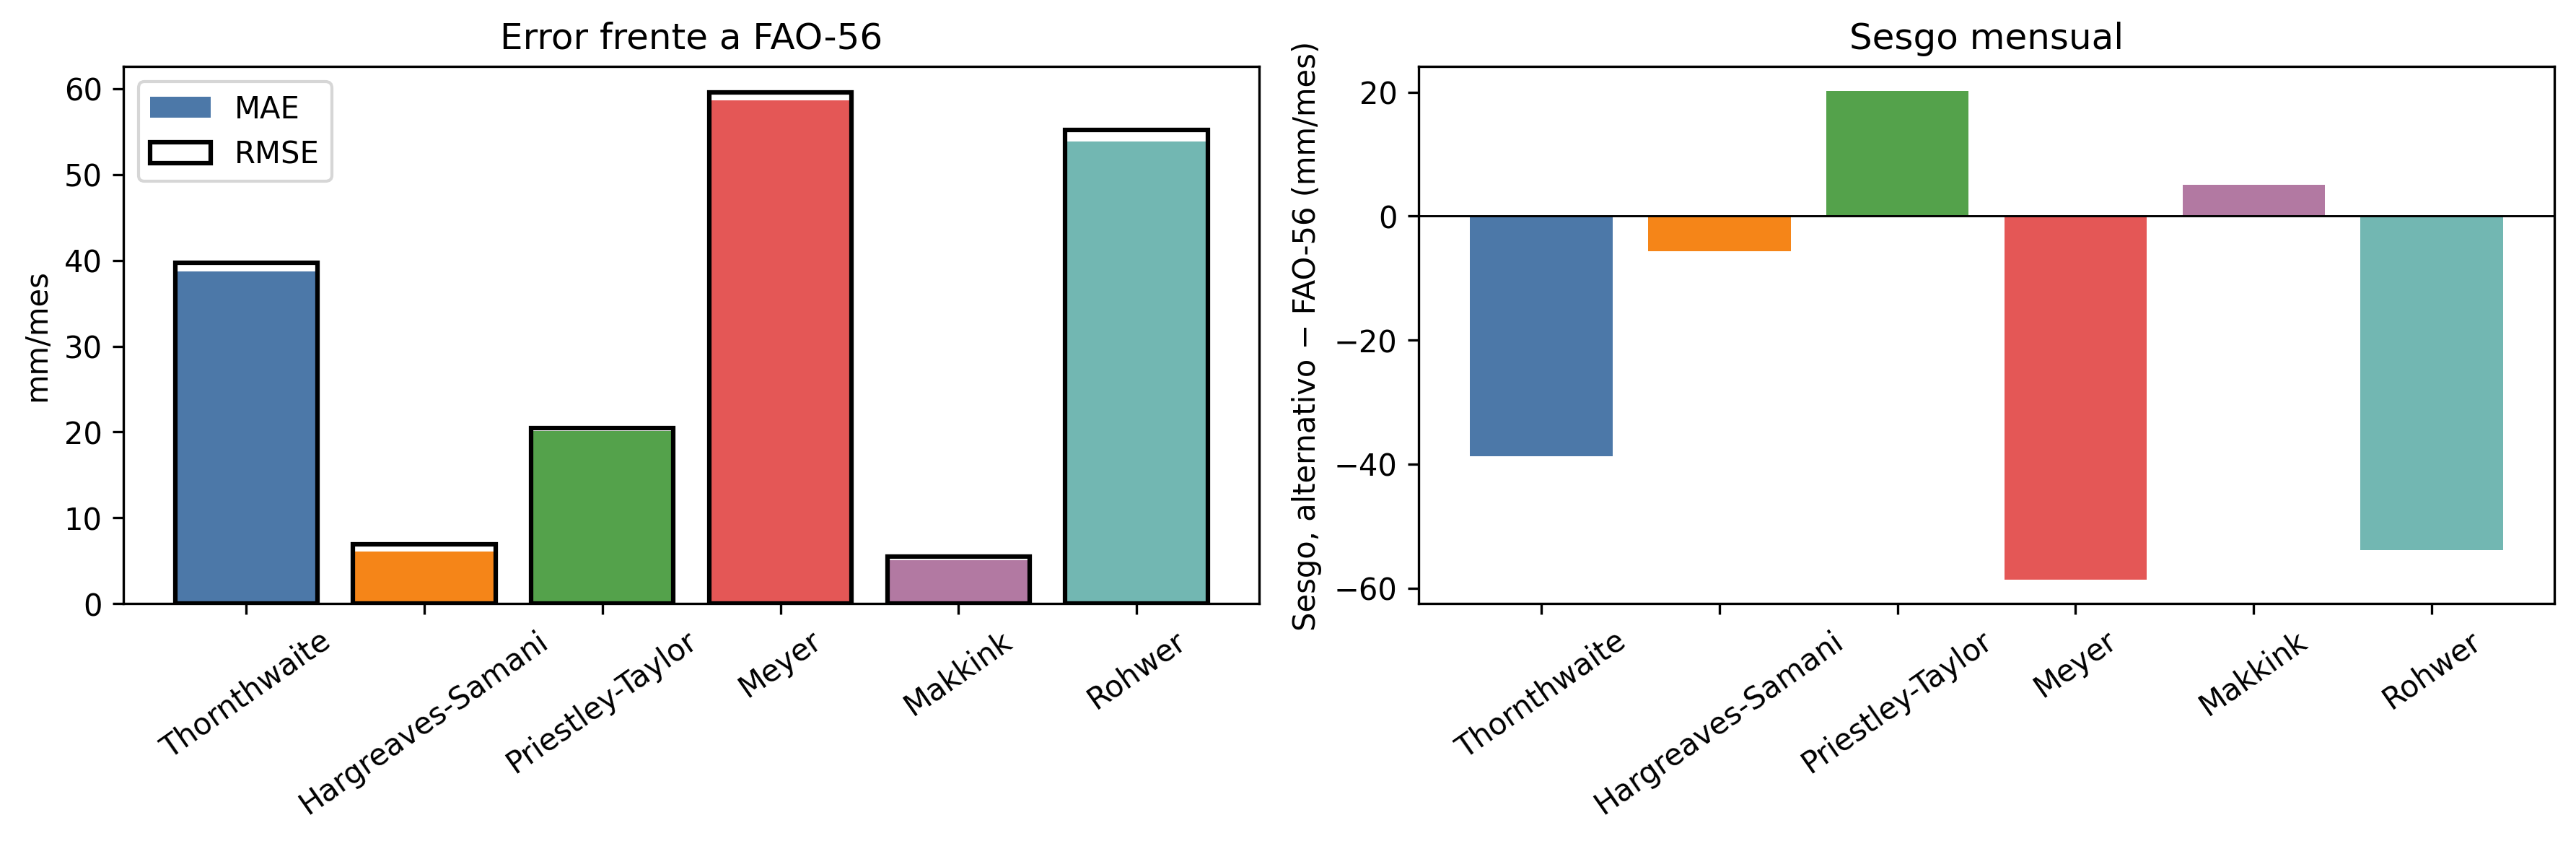 Error frente a FAO-56
mm/mes
60
50
40
30
20
10
0
MAE
RMSE
Thornthwaite
Hargreaves-Samani
Priestley-Taylor
Meyer
Makkink
Rohwer
Sesgo mensual
Sesgo, alternativo − FAO-56 (mm/mes)
20
0
−20
−40
−60
Thornthwaite
Hargreaves-Samani
Priestley-Taylor
Meyer
Makkink
Rohwer